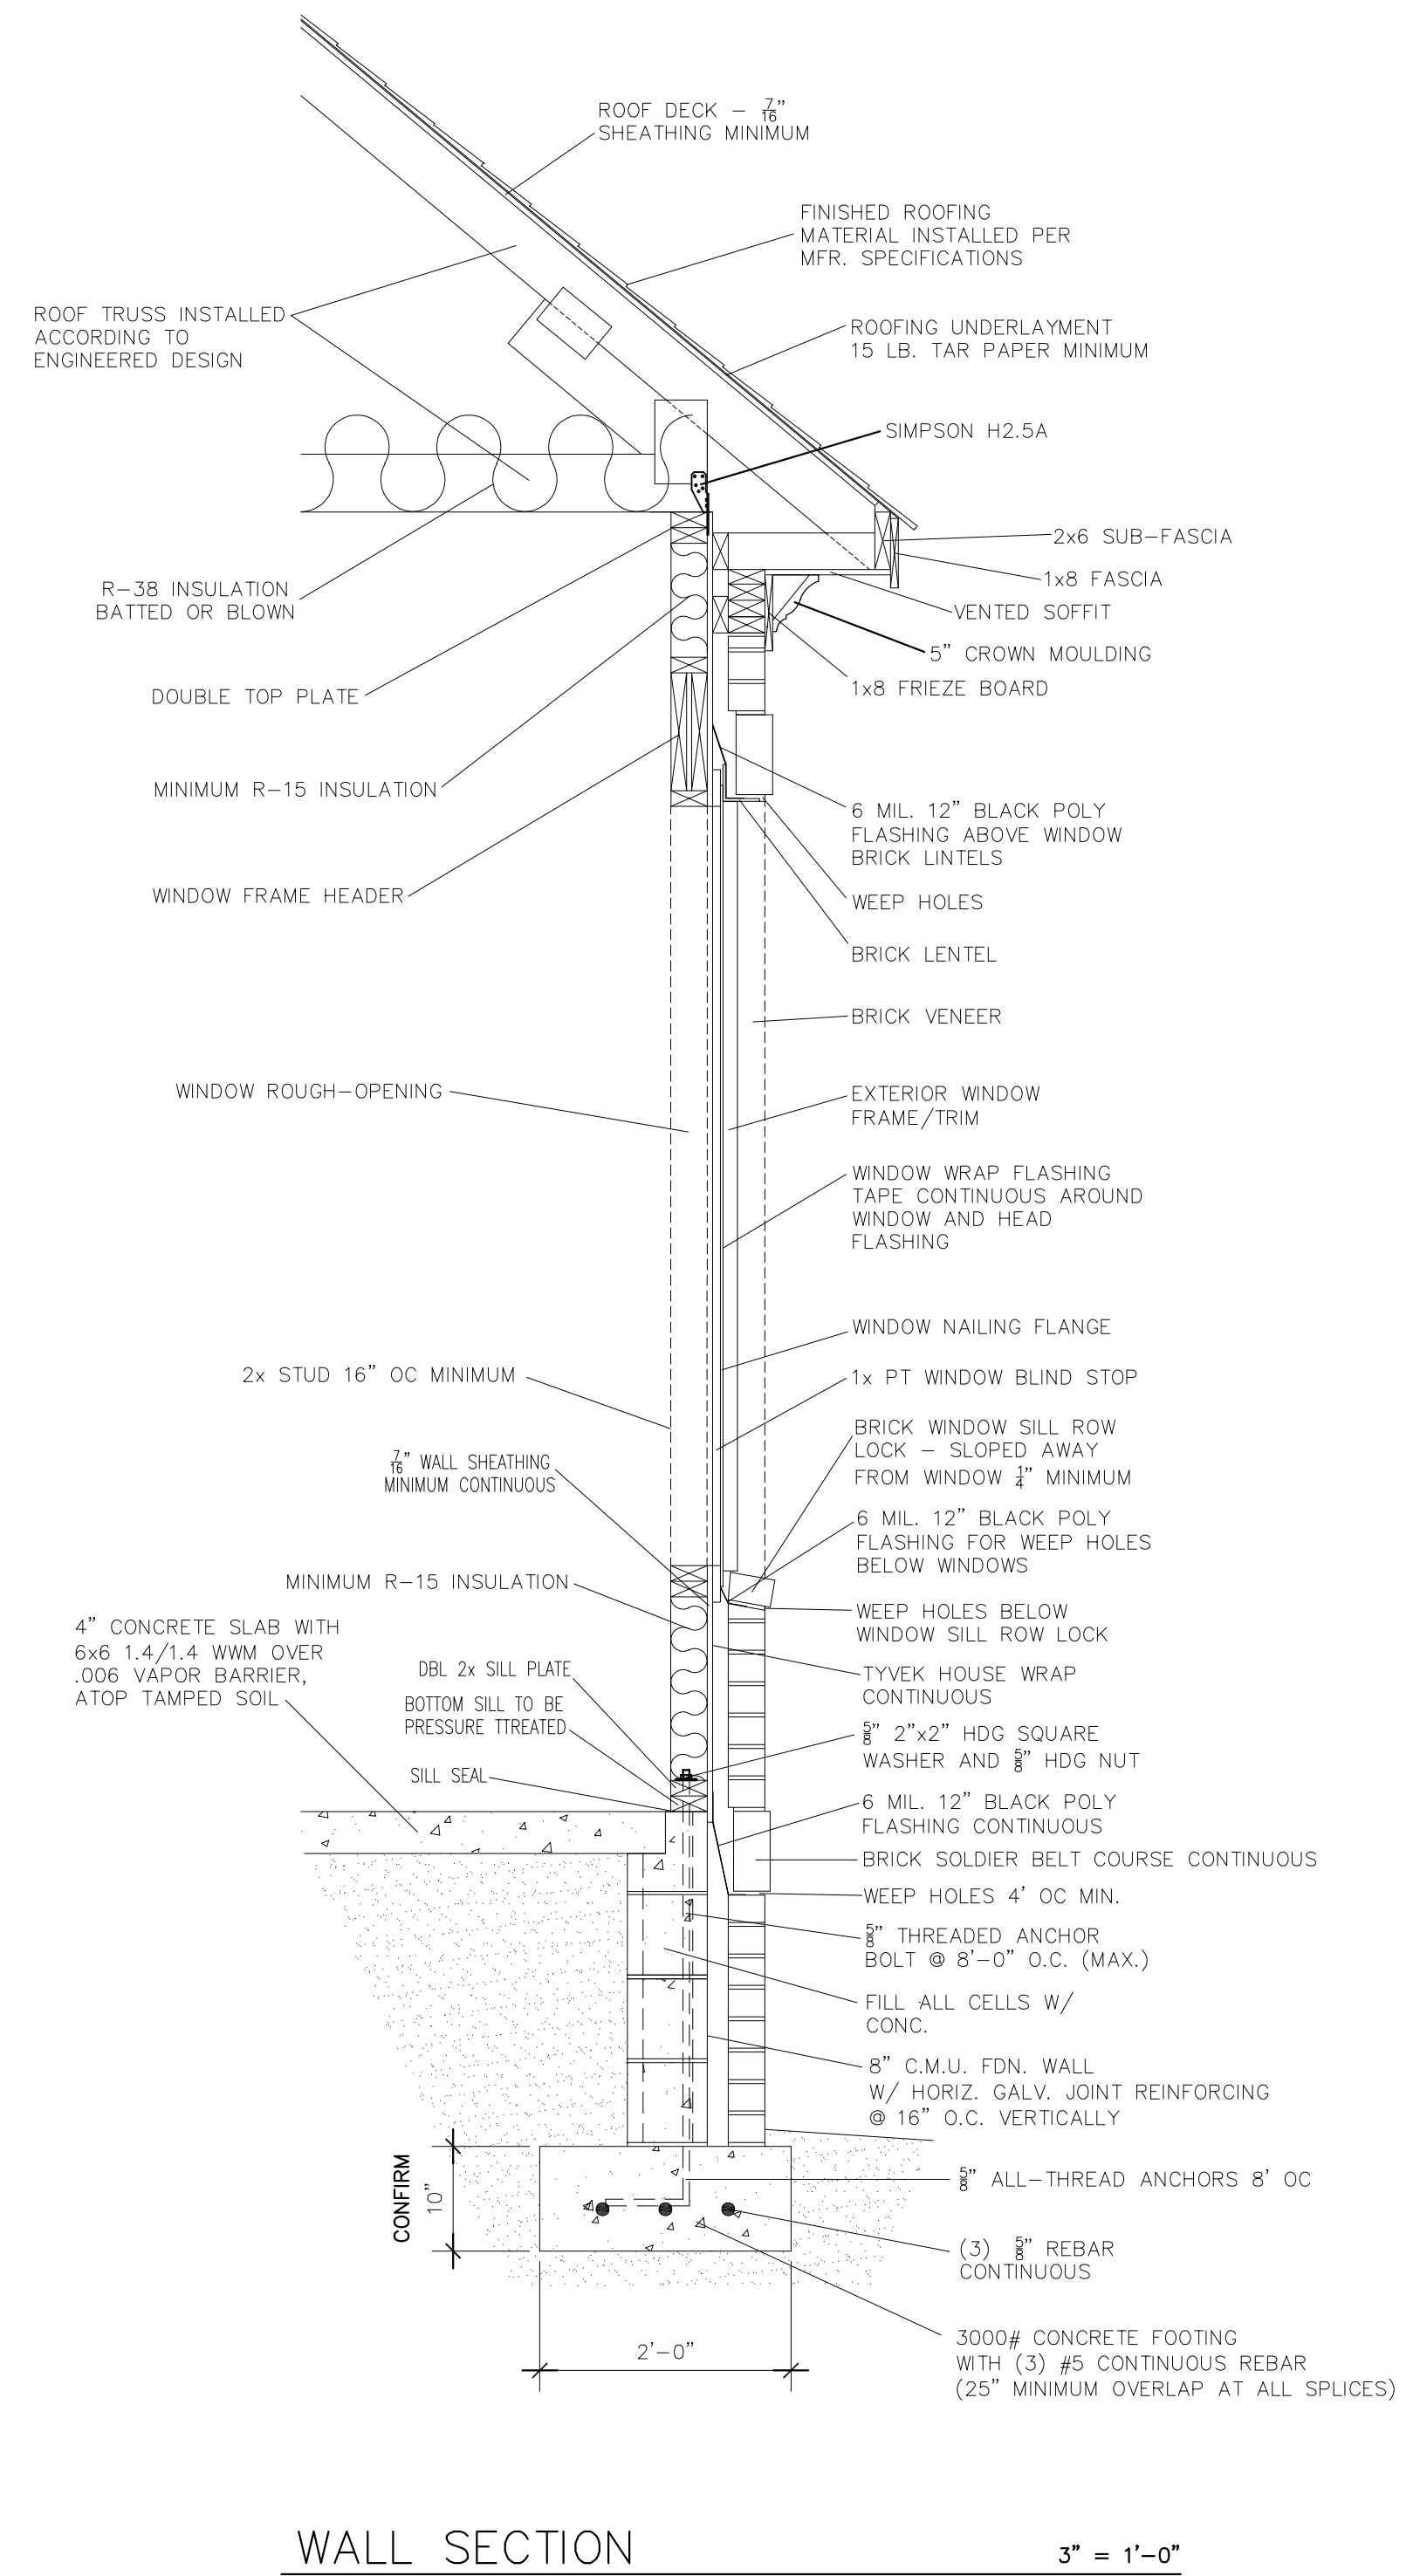 ROOF DECK – 7/16"
SHEATHING MINIMUM
FINISHED ROOFING
MATERIAL INSTALLED PER
MFR. SPECIFICATIONS
ROOF TRUSS INSTALLED
ACCORDING TO
ENGINEERED DESIGN
ROOFING UNDERLAYMENT
15 LB. TAR PAPER MINIMUM
SIMPSON H2.5A
2x6 SUB–FASCIA
1x8 FASCIA
R–38 INSULATION
BATTED OR BLOWN
VENTED SOFFIT
5" CROWN MOULDING
1x8 FRIEZE BOARD
DOUBLE TOP PLATE
MINIMUM R–15 INSULATION
6 MIL. 12" BLACK POLY
FLASHING ABOVE WINDOW
BRICK LINTELS
WINDOW FRAME HEADER
WEEP HOLES
BRICK LENTEL
BRICK VENEER
WINDOW ROUGH–OPENING
EXTERIOR WINDOW
FRAME/TRIM
WINDOW WRAP FLASHING
TAPE CONTINUOUS AROUND
WINDOW AND HEAD
FLASHING
WINDOW NAILING FLANGE
2x STUD 16" OC MINIMUM
1x PT WINDOW BLIND STOP
BRICK WINDOW SILL ROW
LOCK – SLOPED AWAY
FROM WINDOW 1/4" MINIMUM
7/16" WALL SHEATHING
MINIMUM CONTINUOUS
6 MIL. 12" BLACK POLY
FLASHING FOR WEEP HOLES
BELOW WINDOWS
MINIMUM R–15 INSULATION
WEEP HOLES BELOW
WINDOW SILL ROW LOCK
4" CONCRETE SLAB WITH
6x6 1.4/1.4 WWM OVER
.006 VAPOR BARRIER,
ATOP TAMPED SOIL
DBL 2x SILL PLATE
TYVEK HOUSE WRAP
CONTINUOUS
BOTTOM SILL TO BE
PRESSURE TTREATED
5/8" 2"x2" HDG SQUARE
WASHER AND 5/8" HDG NUT
SILL SEAL
6 MIL. 12" BLACK POLY
FLASHING CONTINUOUS
BRICK SOLDIER BELT COURSE CONTINUOUS
WEEP HOLES 4' OC MIN.
5/8" THREADED ANCHOR
BOLT @ 8'–0" O.C. (MAX.)
FILL ALL CELLS W/
CONC.
8" C.M.U. FDN. WALL
W/ HORIZ. GALV. JOINT REINFORCING
@ 16" O.C. VERTICALLY
CONFIRM
10"
5/8" ALL–THREAD ANCHORS 8' OC
(3) 5/8" REBAR
CONTINUOUS
2'–0"
3000# CONCRETE FOOTING
WITH (3) #5 CONTINUOUS REBAR
(25" MINIMUM OVERLAP AT ALL SPLICES)
WALL SECTION
3" = 1'–0"